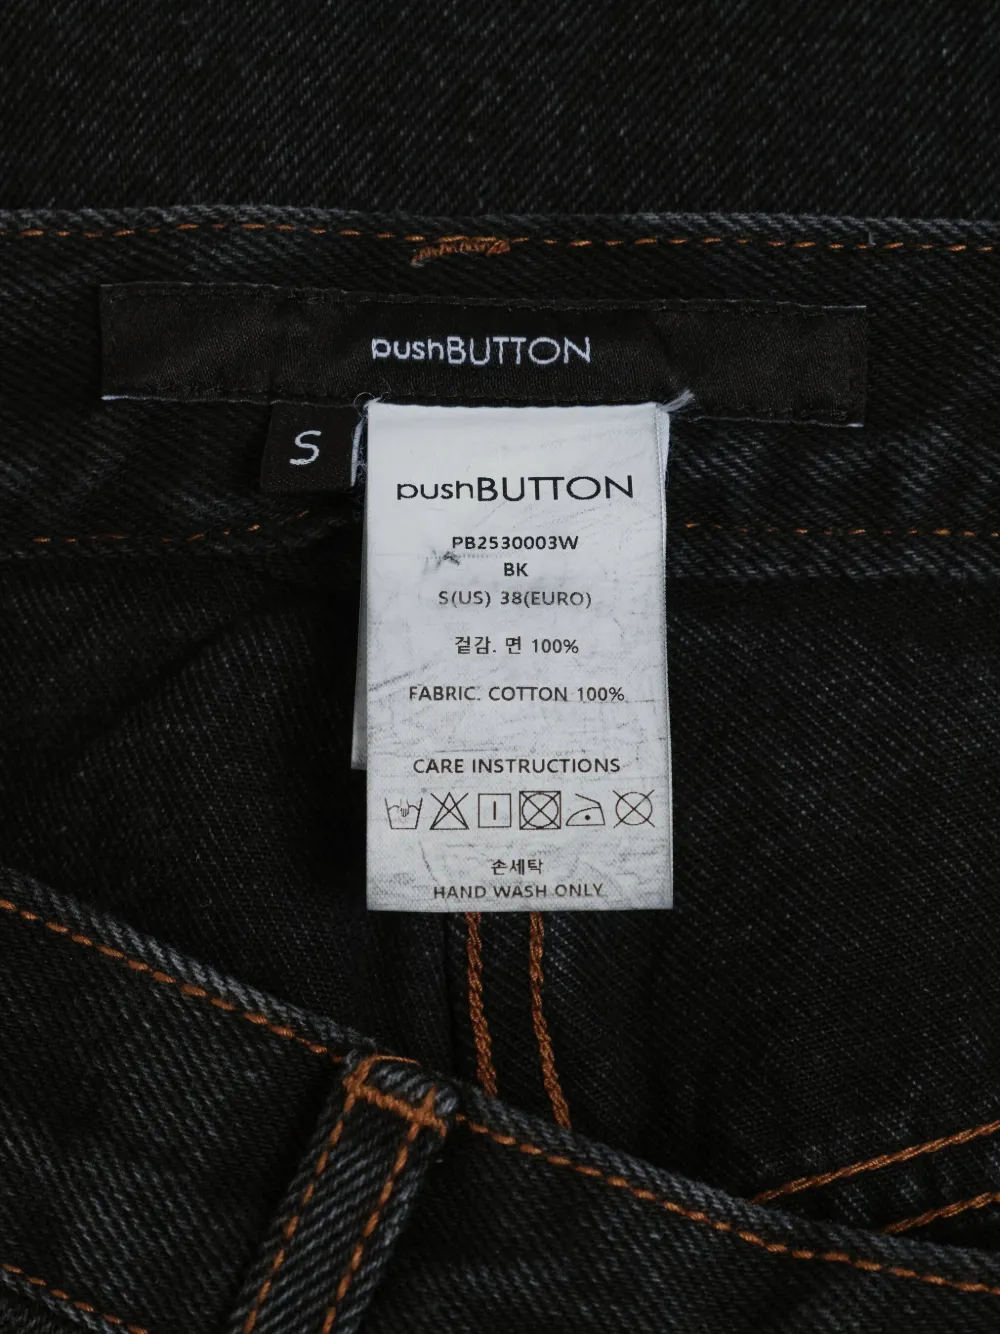 pushBUTTON
S
pushBUTTON
PB2530003W
BK
S(US) 38(EURO)
겉감. 면 100%
FABRIC. COTTON 100%
CARE INSTRUCTIONS
손세탁
HAND WASH ONLY